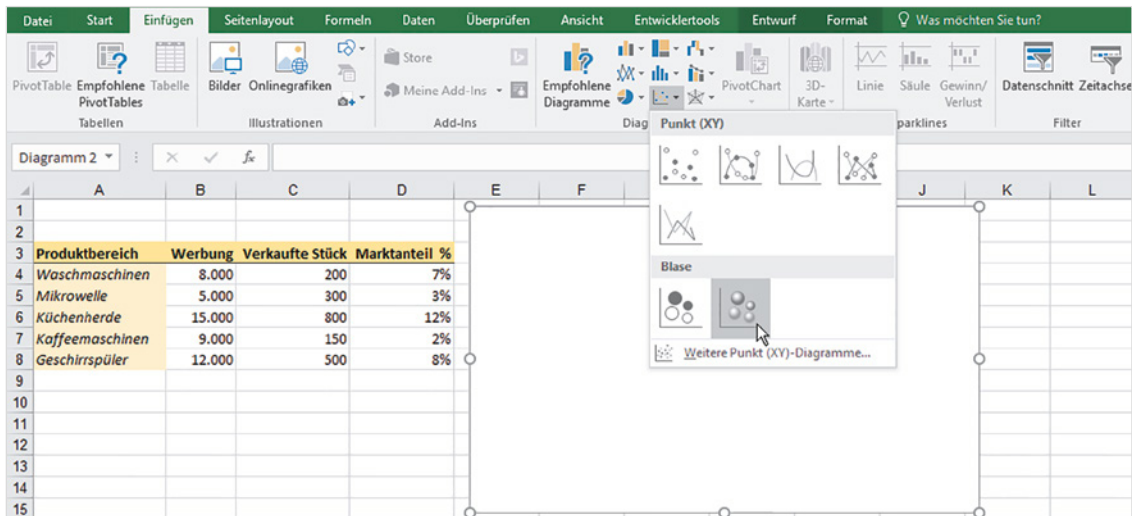 Datei Start Einfügen Seitenlayout Formeln Daten Überprüfen Ansicht Entwicklertools Entwurf Format Was möchten Sie tun?
PivotTable Empfohlene PivotTables Tabelle Bilder Onlinegrafiken Store Meine Add-Ins Empfohlene Diagramme PivotChart 3D-Karte Linie Säule Gewinn/Verlust Datenschnitt Zeitachse
Tabellen Illustrationen Add-Ins Diag parklines Filter
Punkt (XY)
Blase
Weitere Punkt (XY)-Diagramme...
Diagramm 2 fx
A B C D E F J K L
1
2
3 Produktbereich Werbung Verkaufte Stück Marktanteil %
4 Waschmaschinen 8.000 200 7%
5 Mikrowelle 5.000 300 3%
6 Küchenherde 15.000 800 12%
7 Kaffeemaschinen 9.000 150 2%
8 Geschirrspüler 12.000 500 8%
9
10
11
12
13
14
15